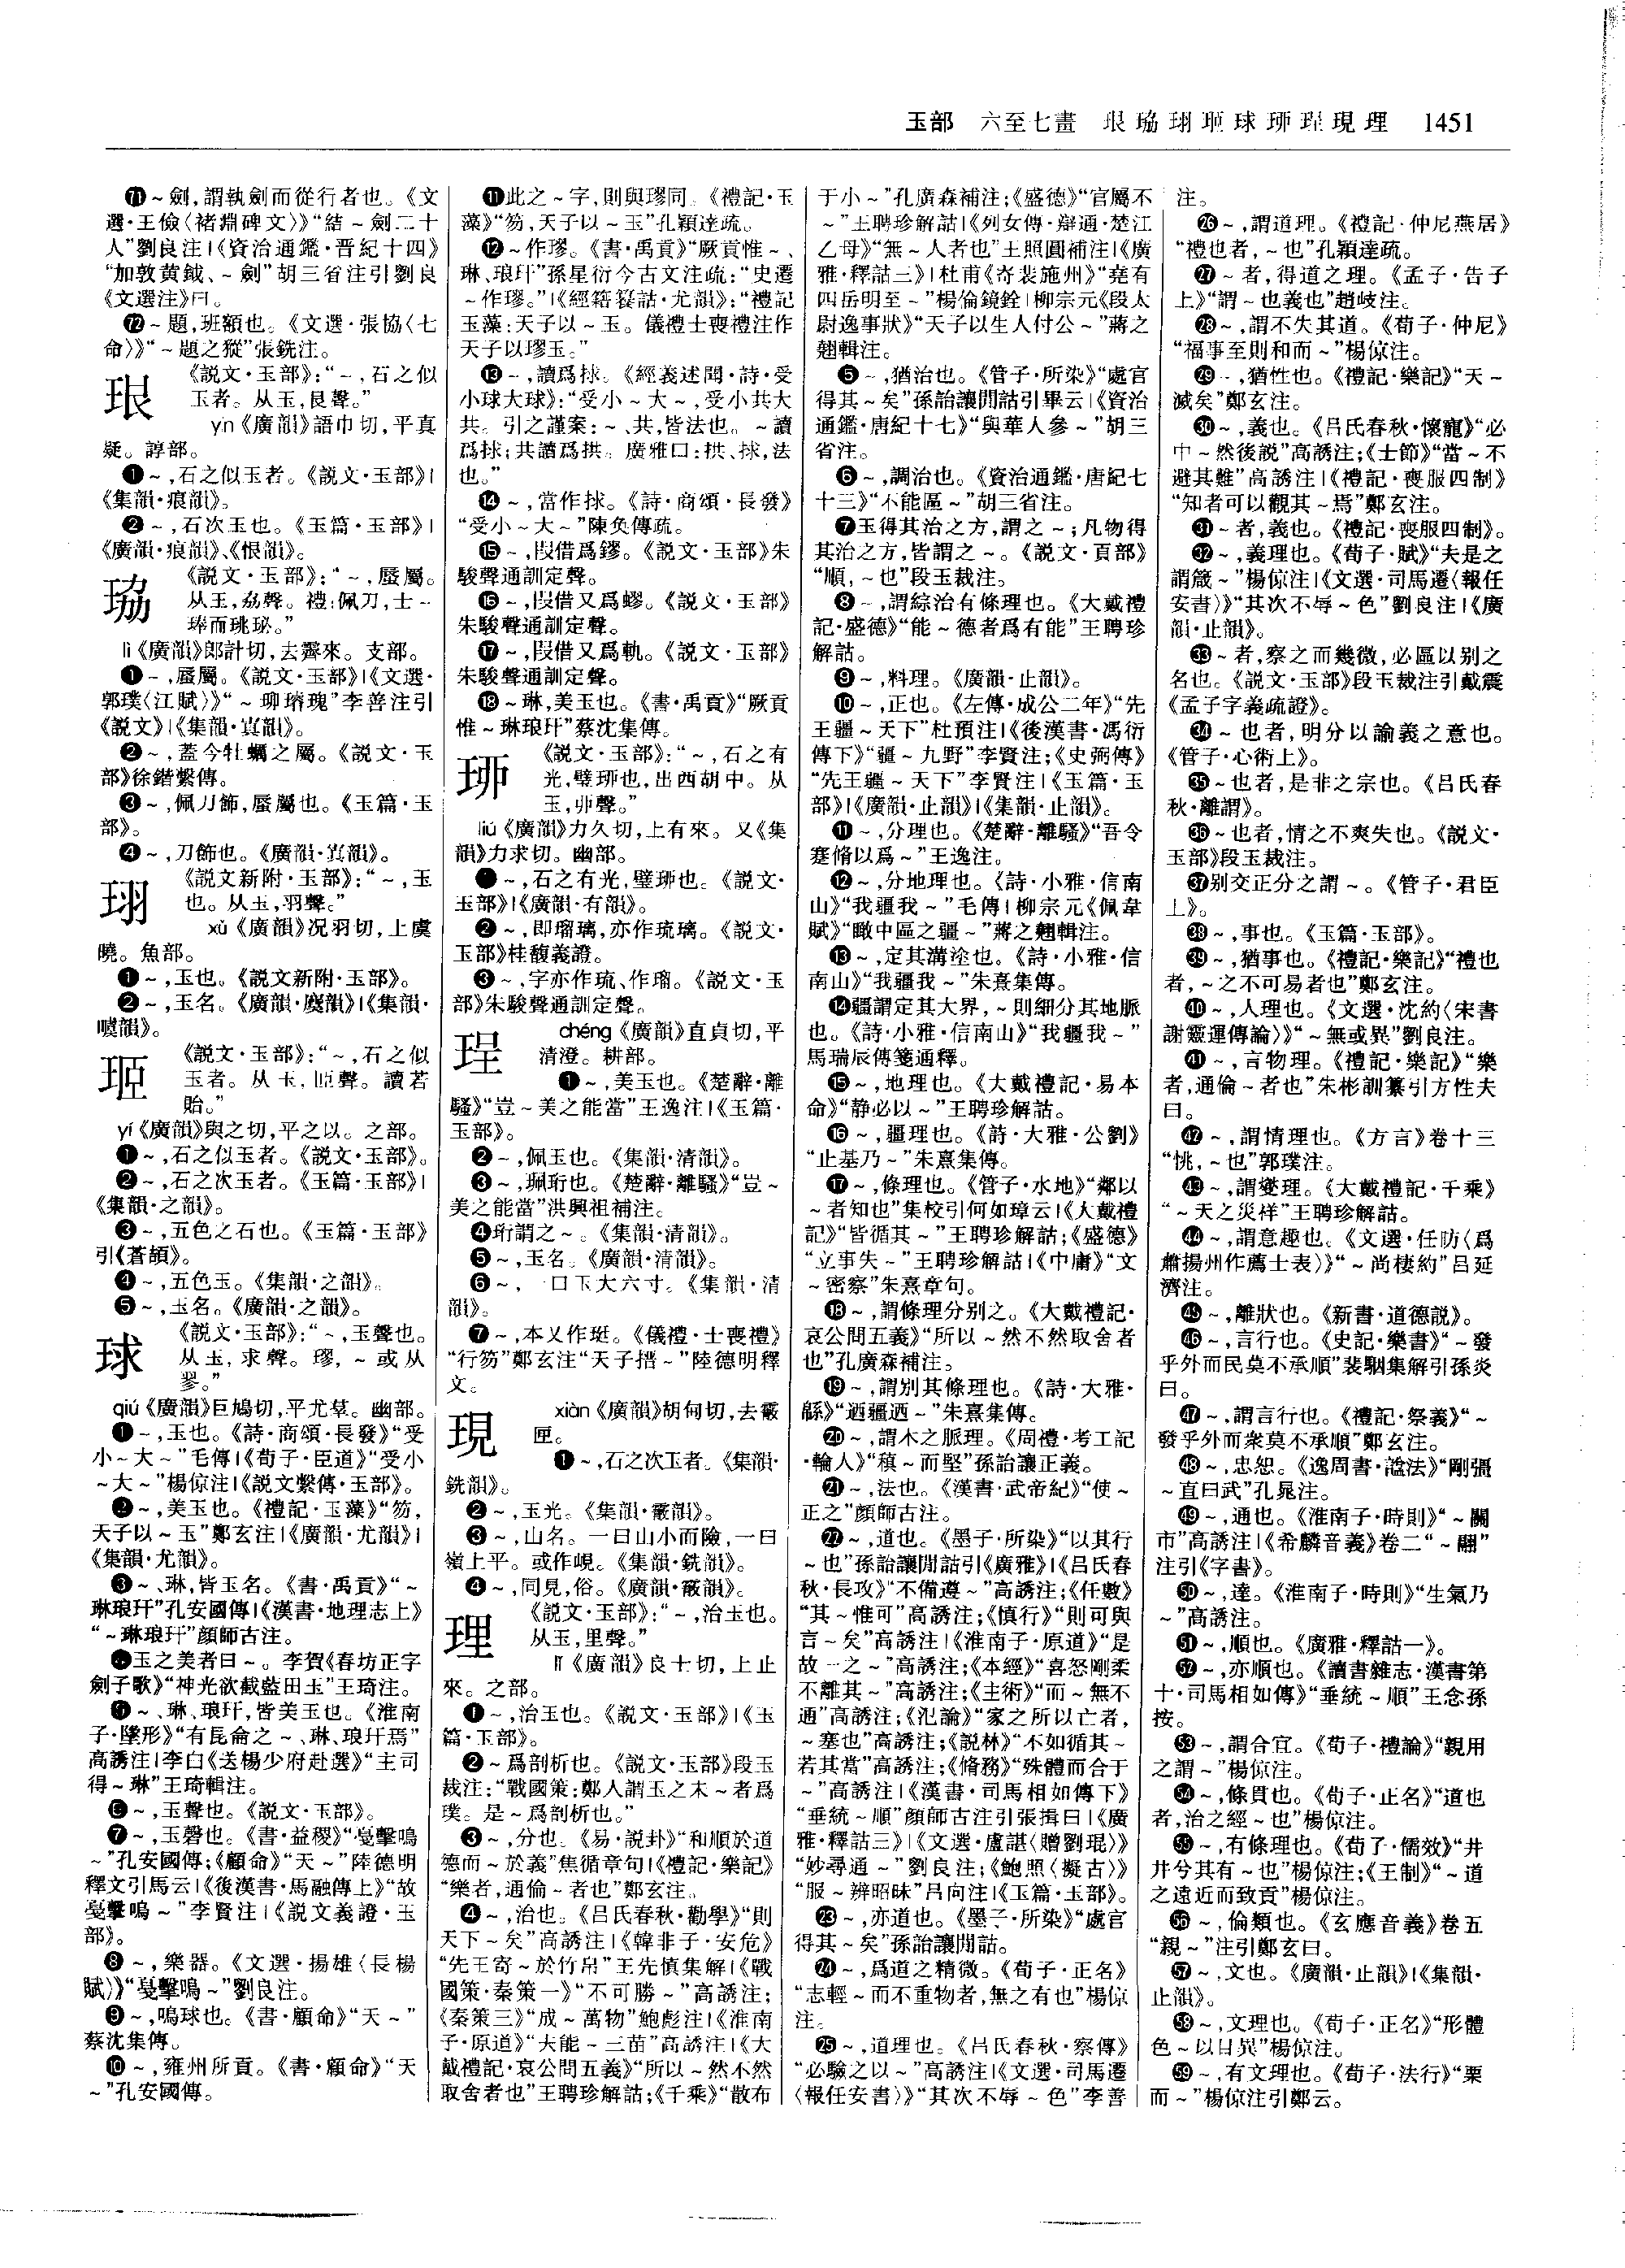 玉部　六至七畫　珢 珕 珝 珚 球 珋 珵 現 理　1451
㉛～劍,謂執劍而從行者也。《文
選·王儉〈褚淵碑文〉》“結～劍二十
人”劉良注|《資治通鑑·晋紀十四》
“加敦黄鉞、～劍”胡三省注引劉良
《文選注》曰。
～題,班額也。《文選·張協〈七
命〉》“～題之猣”張銑注。
珢
《説文·玉部》:“～,石之似
玉者。从玉,艮聲。”
yín《廣韻》語巾切,平真
疑。諄部。
❶～,石之似玉者。《説文·玉部》|
《集韻·痕韻》。
❷～,石次玉也。《玉篇·玉部》|
《廣韻·痕韻》、《恨韻》。
珕
《説文·玉部》:“～,蜃屬。
从玉,劦聲。禮:佩刀,士～
琫而珧珌。”
lì《廣韻》郎計切,去霽來。支部。
❶～,蜃屬。《説文·玉部》|《文選·
郭璞〈江賦〉》“～珋璿瑰”李善注引
《説文》|《集韻·寘韻》。
❷～,蓋今牡蠣之屬。《説文·玉
部》徐鍇繫傳。
❸～,佩刀飾,蜃屬也。《玉篇·玉
部》。
❹～,刀飾也。《廣韻·寘韻》。
珝
《説文新附·玉部》:“～,玉
也。从玉,羽聲。”
xǔ《廣韻》況羽切,上虞
曉。魚部。
❶～,玉也。《説文新附·玉部》。
❷～,玉名。《廣韻·麌韻》|《集韻·
噳韻》。
《説文·玉部》:“～,石之似
玉者。从玉,𦣝聲。讀若
貽。”
yí《廣韻》與之切,平之以。之部。
❶～,石之似玉者。《説文·玉部》。
❷～,石之次玉者。《玉篇·玉部》|
《集韻·之韻》。
❸～,五色之石也。《玉篇·玉部》
引《蒼頡》。
❹～,五色玉。《集韻·之韻》。
❺～,玉名。《廣韻·之韻》。
球
《説文·玉部》:“～,玉聲也。
从玉,求聲。璆,～或从
翏。”
qiú《廣韻》巨鳩切,平尤羣。幽部。
❶～,玉也。《詩·商頌·長發》“受
小～大～”毛傳|《荀子·臣道》“受小
～大～”楊倞注|《説文繫傳·玉部》。
❷～,美玉也。《禮記·玉藻》“笏,
天子以～玉”鄭玄注|《廣韻·尤韻》|
《集韻·尤韻》。
❸～、琳,皆玉名。《書·禹貢》“～
琳琅玕”孔安國傳|《漢書·地理志上》
“～琳琅玕”顔師古注。
❹玉之美者曰～。李賀《春坊正字
劍子歌》“神光欲截藍田玉”王琦注。
❺～、琳、琅玕,皆美玉也。《淮南
子·墬形》“有昆侖之～、琳、琅玕焉”
高誘注|李白《送楊少府赴選》“主司
得～琳”王琦輯注。
❻～,玉聲也。《説文·玉部》。
❼～,玉磬也。《書·益稷》“戛擊鳴
～”孔安國傳;《顧命》“天～”陸德明
釋文引馬云|《後漢書·馬融傳上》“故
戛擊鳴～”李賢注|《説文義證·玉
部》。
❽～,樂器。《文選·揚雄〈長楊
賦〉》“戛擊鳴～”劉良注。
❾～,鳴球也。《書·顧命》“天～”
蔡沈集傳。
❿～,雍州所貢。《書·顧命》“天
～”孔安國傳。
⓫此之～字,則與璆同。《禮記·玉
藻》“笏,天子以～玉”孔穎達疏。
⓬～作璆。《書·禹貢》“厥貢惟～、
琳、琅玕”孫星衍今古文注疏:“史遷
～作璆。”|《經籍籑詁·尤韻》:“禮記
玉藻:天子以～玉。儀禮士喪禮注作
天子以璆玉。”
⓭～,讀爲捄。《經義述聞·詩·受
小球大球》:“受小～大～,受小共大
共。引之謹案:～、共,皆法也。～讀
爲捄;共讀爲拱。廣雅曰:拱、捄,法
也。”
⓮～,當作捄。《詩·商頌·長發》
“受小～大～”陳奂傳疏。
⓯～,叚借爲鏐。《説文·玉部》朱
駿聲通訓定聲。
⓰～,叚借又爲蟉。《説文·玉部》
朱駿聲通訓定聲。
⓱～,叚借又爲軌。《説文·玉部》
朱駿聲通訓定聲。
⓲～琳,美玉也。《書·禹貢》“厥貢
惟～琳琅玕”蔡沈集傳。
珋
《説文·玉部》:“～,石之有
光,璧珋也,出西胡中。从
玉,丣聲。”
liǔ《廣韻》力久切,上有來。又《集
韻》力求切。幽部。
❶～,石之有光,璧珋也。《説文·
玉部》|《廣韻·有韻》。
❷～,即瑠璃,亦作琉璃。《説文·
玉部》桂馥義證。
❸～,字亦作琉、作瑠。《説文·玉
部》朱駿聲通訓定聲。
珵
chéng《廣韻》直貞切,平
清澄。耕部。
❶～,美玉也。《楚辭·離
騷》“豈～美之能當”王逸注|《玉篇·
玉部》。
❷～,佩玉也。《集韻·清韻》。
❸～,珮珩也。《楚辭·離騷》“豈～
美之能當”洪興祖補注。
❹珩謂之～。《集韻·清韻》。
❺～,玉名。《廣韻·清韻》。
❻～,一曰玉大六寸。《集韻·清
韻》。
❼～,本又作珽。《儀禮·士喪禮》
“行笏”鄭玄注“天子搢～”陸德明釋
文。
現
xiàn《廣韻》胡甸切,去霰
匣。
❶～,石之次玉者。《集韻·
銑韻》。
❷～,玉光。《集韻·霰韻》。
❸～,山名。一曰山小而險,一曰
嶺上平。或作峴。《集韻·銑韻》。
❹～,同見,俗。《廣韻·霰韻》。
理
《説文·玉部》:“～,治玉也。
从玉,里聲。”
lǐ《廣韻》良士切,上止
來。之部。
❶～,治玉也。《説文·玉部》|《玉
篇·玉部》。
❷～爲剖析也。《説文·玉部》段玉
裁注:“戰國策:鄭人謂玉之未～者爲
璞。是～爲剖析也。”
❸～,分也。《易·説卦》“和順於道
德而～於義”焦循章句|《禮記·樂記》
“樂者,通倫～者也”鄭玄注。
❹～,治也。《吕氏春秋·勸學》“則
天下～矣”高誘注|《韓非子·安危》
“先王寄～於竹帛”王先慎集解|《戰
國策·秦策一》“不可勝～”高誘注;
《秦策三》“成～萬物”鮑彪注|《淮南
子·原道》“夫能～三苗”高誘注|《大
戴禮記·哀公問五義》“所以～然不然
取舍者也”王聘珍解詁;《千乘》“散布
于小～”孔廣森補注;《盛德》“官屬不
～”王聘珍解詁|《列女傳·辯通·楚江
乙母》“無～人者也”王照圓補注|《廣
雅·釋詁三》|杜甫《寄裴施州》“堯有
四岳明至～”楊倫鏡銓|柳宗元《段太
尉逸事狀》“天子以生人付公～”蔣之
翹輯注。
❺～,猶治也。《管子·所染》“處官
得其～矣”孫詒讓閒詁引畢云|《資治
通鑑·唐紀十七》“與華人參～”胡三
省注。
❻～,調治也。《資治通鑑·唐紀七
十三》“不能區～”胡三省注。
❼玉得其治之方,謂之～;凡物得
其治之方,皆謂之～。《説文·頁部》
“順,～也”段玉裁注。
❽～,謂綜治有條理也。《大戴禮
記·盛德》“能～德者爲有能”王聘珍
解詁。
❾～,料理。《廣韻·止韻》。
❿～,正也。《左傳·成公二年》“先
王疆～天下”杜預注|《後漢書·馮衍
傳下》“疆～九野”李賢注;《史弼傳》
“先王疆～天下”李賢注|《玉篇·玉
部》|《廣韻·止韻》|《集韻·止韻》。
⓫～,分理也。《楚辭·離騷》“吾令
蹇脩以爲～”王逸注。
⓬～,分地理也。《詩·小雅·信南
山》“我疆我～”毛傳|柳宗元《佩韋
賦》“瞰中區之疆～”蔣之翹輯注。
⓭～,定其溝塗也。《詩·小雅·信
南山》“我疆我～”朱熹集傳。
⓮疆謂定其大界,～則細分其地脈
也。《詩·小雅·信南山》“我疆我～”
馬瑞辰傳箋通釋。
⓯～,地理也。《大戴禮記·易本
命》“静必以～”王聘珍解詁。
⓰～,疆理也。《詩·大雅·公劉》
“止基乃～”朱熹集傳。
⓱～,條理也。《管子·水地》“鄰以
～者知也”集校引何如璋云|《大戴禮
記》“皆循其～”王聘珍解詁;《盛德》
“立事失～”王聘珍解詁|《中庸》“文
～密察”朱熹章句。
⓲～,謂條理分别之。《大戴禮記·
哀公問五義》“所以～然不然取舍者
也”孔廣森補注。
⓳～,謂别其條理也。《詩·大雅·
緜》“迺疆迺～”朱熹集傳。
⓴～,謂木之脈理。《周禮·考工記
·輪人》“稹～而堅”孫詒讓正義。
㉑～,法也。《漢書·武帝紀》“使～
正之”顔師古注。
㉒～,道也。《墨子·所染》“以其行
～也”孫詒讓閒詁引《廣雅》|《吕氏春
秋·長攻》“不備遵～”高誘注;《任數》
“其～惟可”高誘注;《慎行》“則可與
言～矣”高誘注|《淮南子·原道》“是
故一之～”高誘注;《本經》“喜怒剛柔
不離其～”高誘注;《主術》“而～無不
通”高誘注;《氾論》“家之所以亡者,
～塞也”高誘注;《説林》“不如循其～
若其當”高誘注;《脩務》“殊體而合于
～”高誘注|《漢書·司馬相如傳下》
“垂統～順”顔師古注引張揖曰|《廣
雅·釋詁三》|《文選·盧諶〈贈劉琨〉》
“妙尋通～”劉良注;《鮑照〈擬古〉》
“服～辨昭昧”吕向注|《玉篇·玉部》。
㉓～,亦道也。《墨子·所染》“處官
得其～矣”孫詒讓閒詁。
㉔～,爲道之精微。《荀子·正名》
“志輕～而不重物者,無之有也”楊倞
注。
㉕～,道理也。《吕氏春秋·察傳》
“必驗之以～”高誘注|《文選·司馬遷
〈報任安書〉》“其次不辱～色”李善
注。
㉖～,謂道理。《禮記·仲尼燕居》
“禮也者,～也”孔穎達疏。
㉗～者,得道之理。《孟子·告子
上》“謂～也義也”趙岐注。
㉘～,謂不失其道。《荀子·仲尼》
“福事至則和而～”楊倞注。
㉙～,猶性也。《禮記·樂記》“天～
滅矣”鄭玄注。
㉚～,義也。《吕氏春秋·懷寵》“必
中～然後説”高誘注;《士節》“當～不
避其難”高誘注|《禮記·喪服四制》
“知者可以觀其～焉”鄭玄注。
㉛～者,義也。《禮記·喪服四制》。
㉜～,義理也。《荀子·賦》“夫是之
謂箴～”楊倞注|《文選·司馬遷〈報任
安書〉》“其次不辱～色”劉良注|《廣
韻·止韻》。
㉝～者,察之而幾微,必區以别之
名也。《説文·玉部》段玉裁注引戴震
《孟子字義疏證》。
㉞～也者,明分以諭義之意也。
《管子·心術上》。
㉟～也者,是非之宗也。《吕氏春
秋·離謂》。
㊱～也者,情之不爽失也。《説文·
玉部》段玉裁注。
㊲别交正分之謂～。《管子·君臣
上》。
㊳～,事也。《玉篇·玉部》。
㊴～,猶事也。《禮記·樂記》“禮也
者,～之不可易者也”鄭玄注。
㊵～,人理也。《文選·沈約〈宋書
謝靈運傳論〉》“～無或異”劉良注。
㊶～,言物理。《禮記·樂記》“樂
者,通倫～者也”朱彬訓纂引方性夫
曰。
㊷～,謂情理也。《方言》卷十三
“恌,～也”郭璞注。
㊸～,謂燮理。《大戴禮記·千乘》
“～天之災祥”王聘珍解詁。
㊹～,謂意趣也。《文選·任昉〈爲
蕭揚州作薦士表〉》“～尚棲約”吕延
濟注。
㊺～,離狀也。《新書·道德説》。
㊻～,言行也。《史記·樂書》“～發
乎外而民莫不承順”裴駰集解引孫炎
曰。
㊼～,謂言行也。《禮記·祭義》“～
發乎外而衆莫不承順”鄭玄注。
㊽～,忠恕。《逸周書·謚法》“剛彊
～直曰武”孔晁注。
㊾～,通也。《淮南子·時則》“～關
市”高誘注|《希麟音義》卷二“～翮”
注引《字書》。
㊿～,達。《淮南子·時則》“生氣乃
～”高誘注。
51～,順也。《廣雅·釋詁一》。
52～,亦順也。《讀書雜志·漢書第
十·司馬相如傳》“垂統～順”王念孫
按。
53～,謂合宜。《荀子·禮論》“親用
之謂～”楊倞注。
54～,條貫也。《荀子·正名》“道也
者,治之經～也”楊倞注。
55～,有條理也。《荀子·儒效》“井
井兮其有～也”楊倞注;《王制》“～道
之遠近而致貢”楊倞注。
56～,倫類也。《玄應音義》卷五
“親～”注引鄭玄曰。
57～,文也。《廣韻·止韻》|《集韻·
止韻》。
58～,文理也。《荀子·正名》“形體
色～以目異”楊倞注。
59～,有文理也。《荀子·法行》“栗
而～”楊倞注引鄭云。